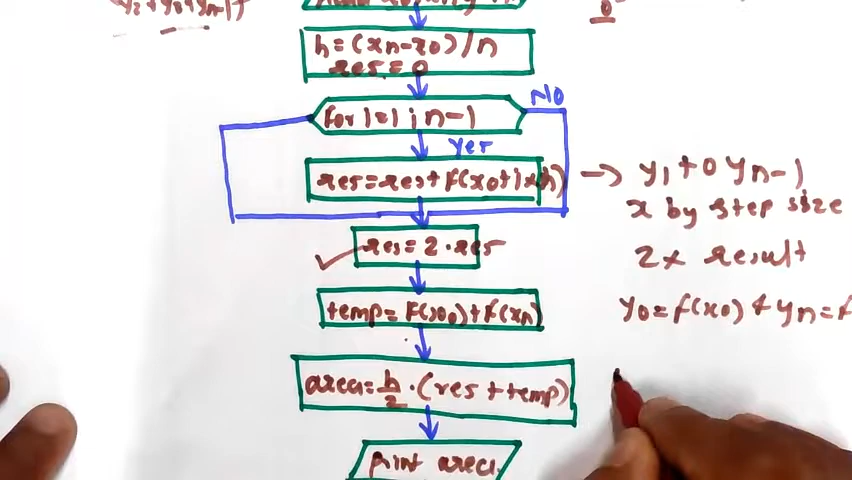 h=(xn-x0)/n
res=0
For i=1 ; n-1
No
Yes
res=res+F(x0+i*h) → y1 to yn-1
x by step size
res=2·res
2x result
temp=F(x0)+F(xn)
y0=f(x0) & yn=f
area=h/2·(res+temp)
print area